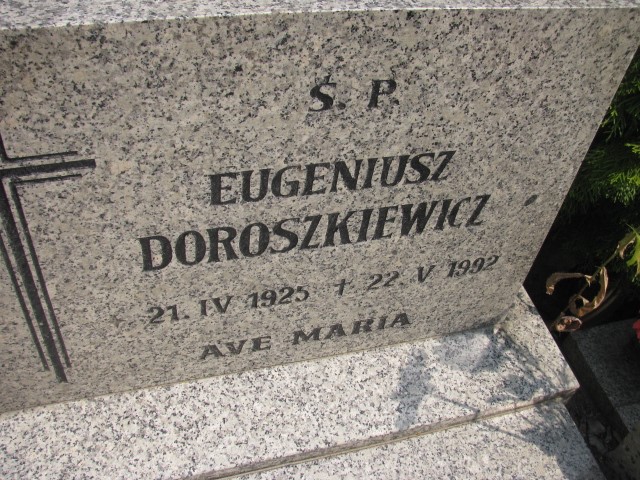 Ś. P.
EUGENIUSZ
DOROSZKIEWICZ
* 21. IV 1925 † 22. V 1992
AVE MARIA